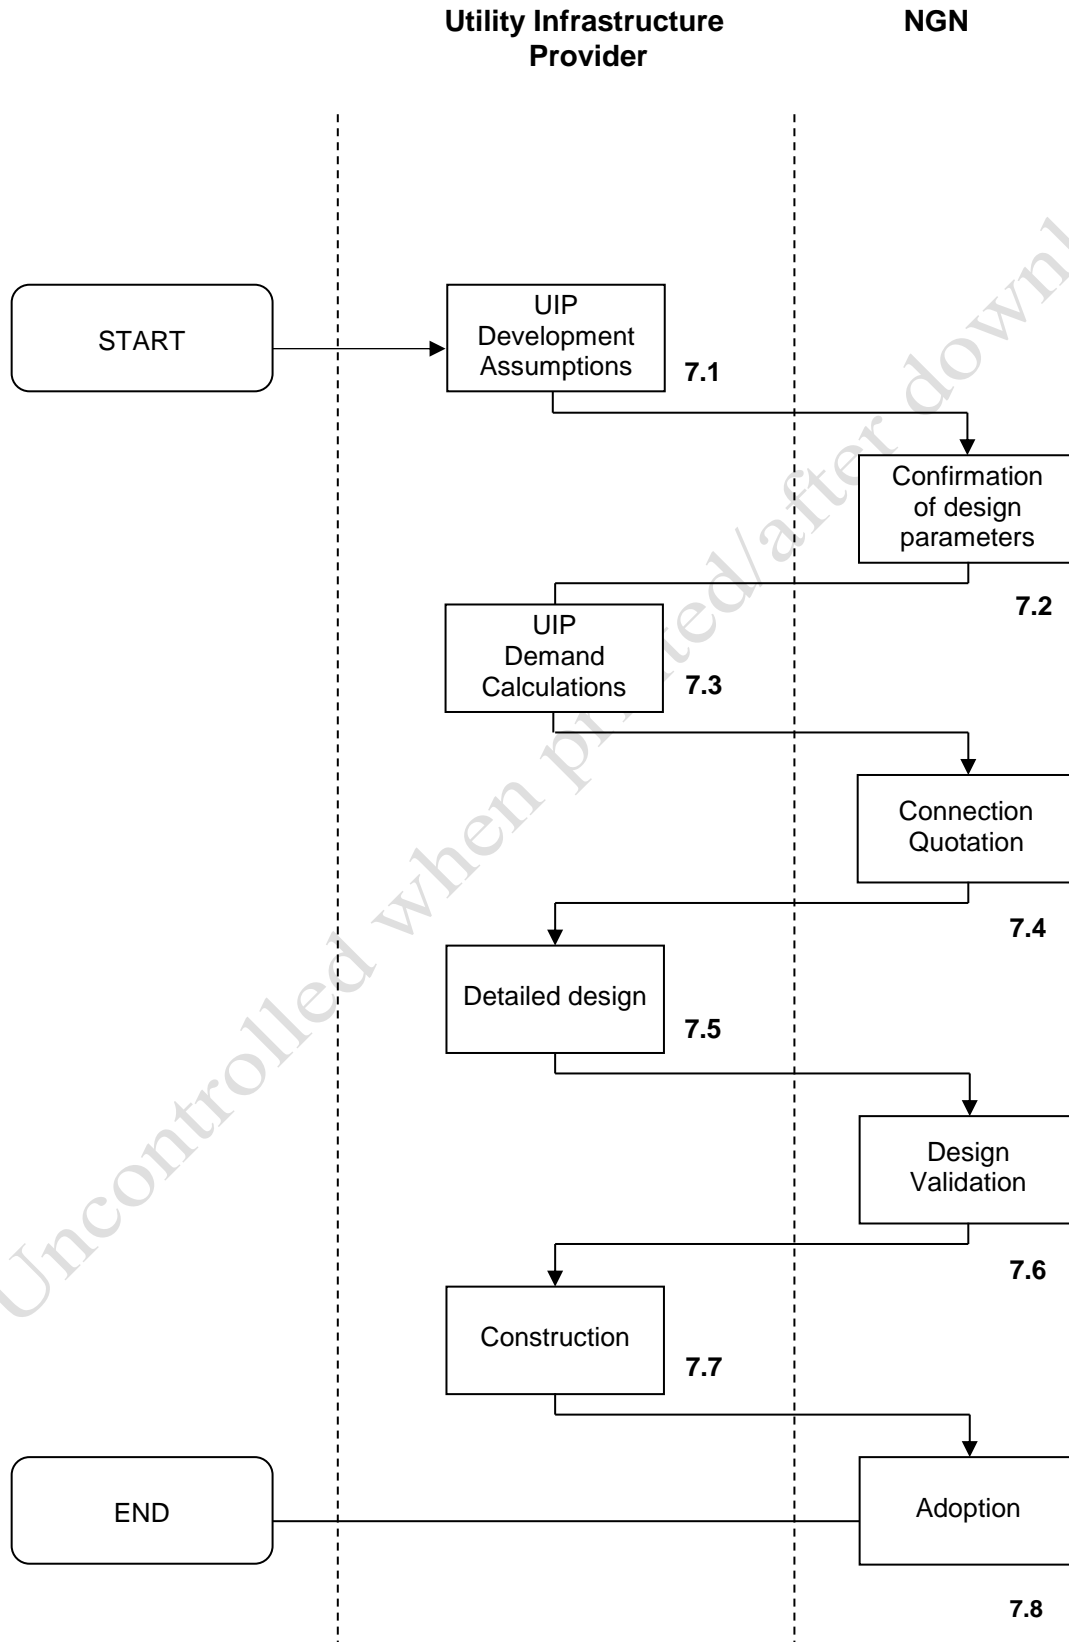 Utility Infrastructure
Provider
NGN
START
UIP
Development
Assumptions
7.1
Confirmation
of design
parameters
7.2
UIP
Demand
Calculations
7.3
Connection
Quotation
7.4
Detailed design
7.5
Design
Validation
7.6
Construction
7.7
END
Adoption
7.8
Uncontrolled when printed/after downl